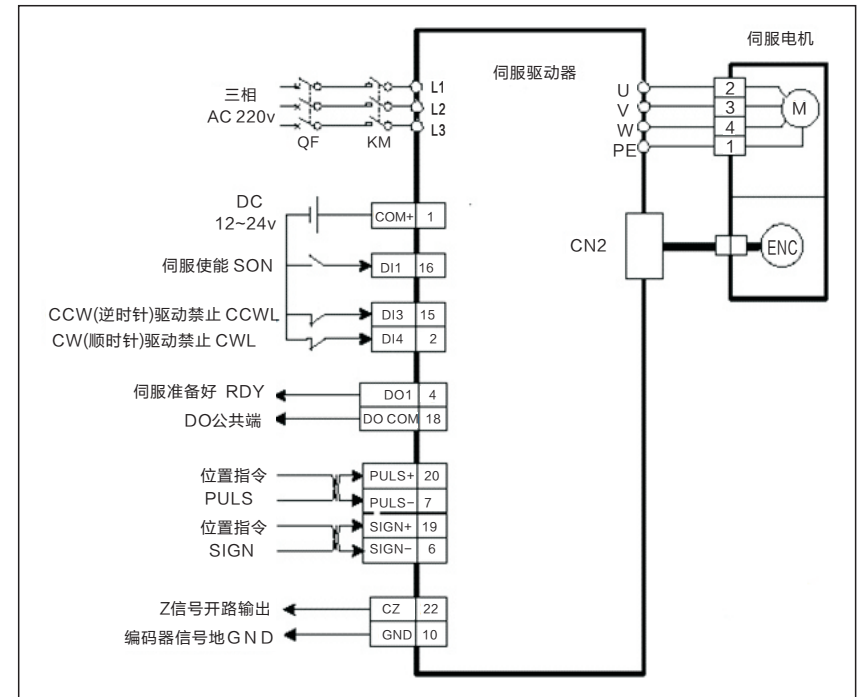 伺服电机
伺服驱动器
三相
AC 220v
QF
KM
L1
L2
L3
U
V
W
PE
2
3
4
1
M
DC
12~24v
COM+ 1
伺服使能 SON
DI1 16
CN2
ENC
CCW(逆时针)驱动禁止 CCWL
DI3 15
CW(顺时针)驱动禁止 CWL
DI4 2
伺服准备好 RDY
DO1 4
DO公共端
DO COM 18
位置指令
PULS
PULS+ 20
PULS− 7
位置指令
SIGN
SIGN+ 19
SIGN− 6
Z信号开路输出
CZ 22
编码器信号地GND
GND 10